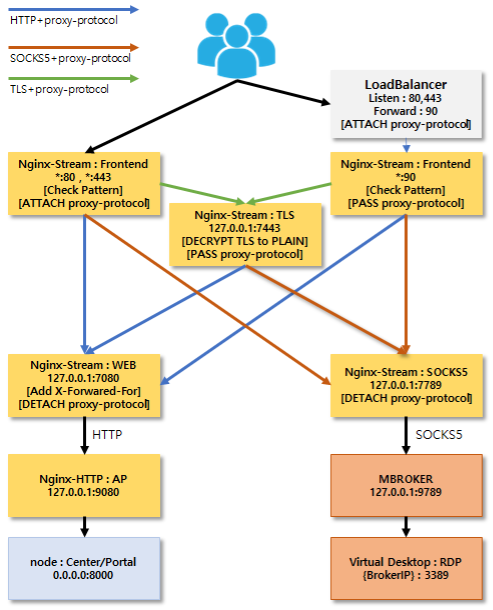 HTTP+proxy-protocol
SOCKS5+proxy-protocol
TLS+proxy-protocol
LoadBalancer
Listen : 80,443
Forward : 90
[ATTACH proxy-protocol]
Nginx-Stream : Frontend
*:80 , *:443
[Check Pattern]
[ATTACH proxy-protocol]
Nginx-Stream : Frontend
*:90
[Check Pattern]
[PASS proxy-protocol]
Nginx-Stream : TLS
127.0.0.1:7443
[DECRYPT TLS to PLAIN]
[PASS proxy-protocol]
Nginx-Stream : WEB
127.0.0.1:7080
[Add X-Forwared-For]
[DETACH proxy-protocol]
Nginx-Stream : SOCKS5
127.0.0.1:7789
[DETACH proxy-protocol]
HTTP
SOCKS5
Nginx-HTTP : AP
127.0.0.1:9080
MBROKER
127.0.0.1:9789
node : Center/Portal
0.0.0.0:8000
Virtual Desktop : RDP
{BrokerIP} : 3389